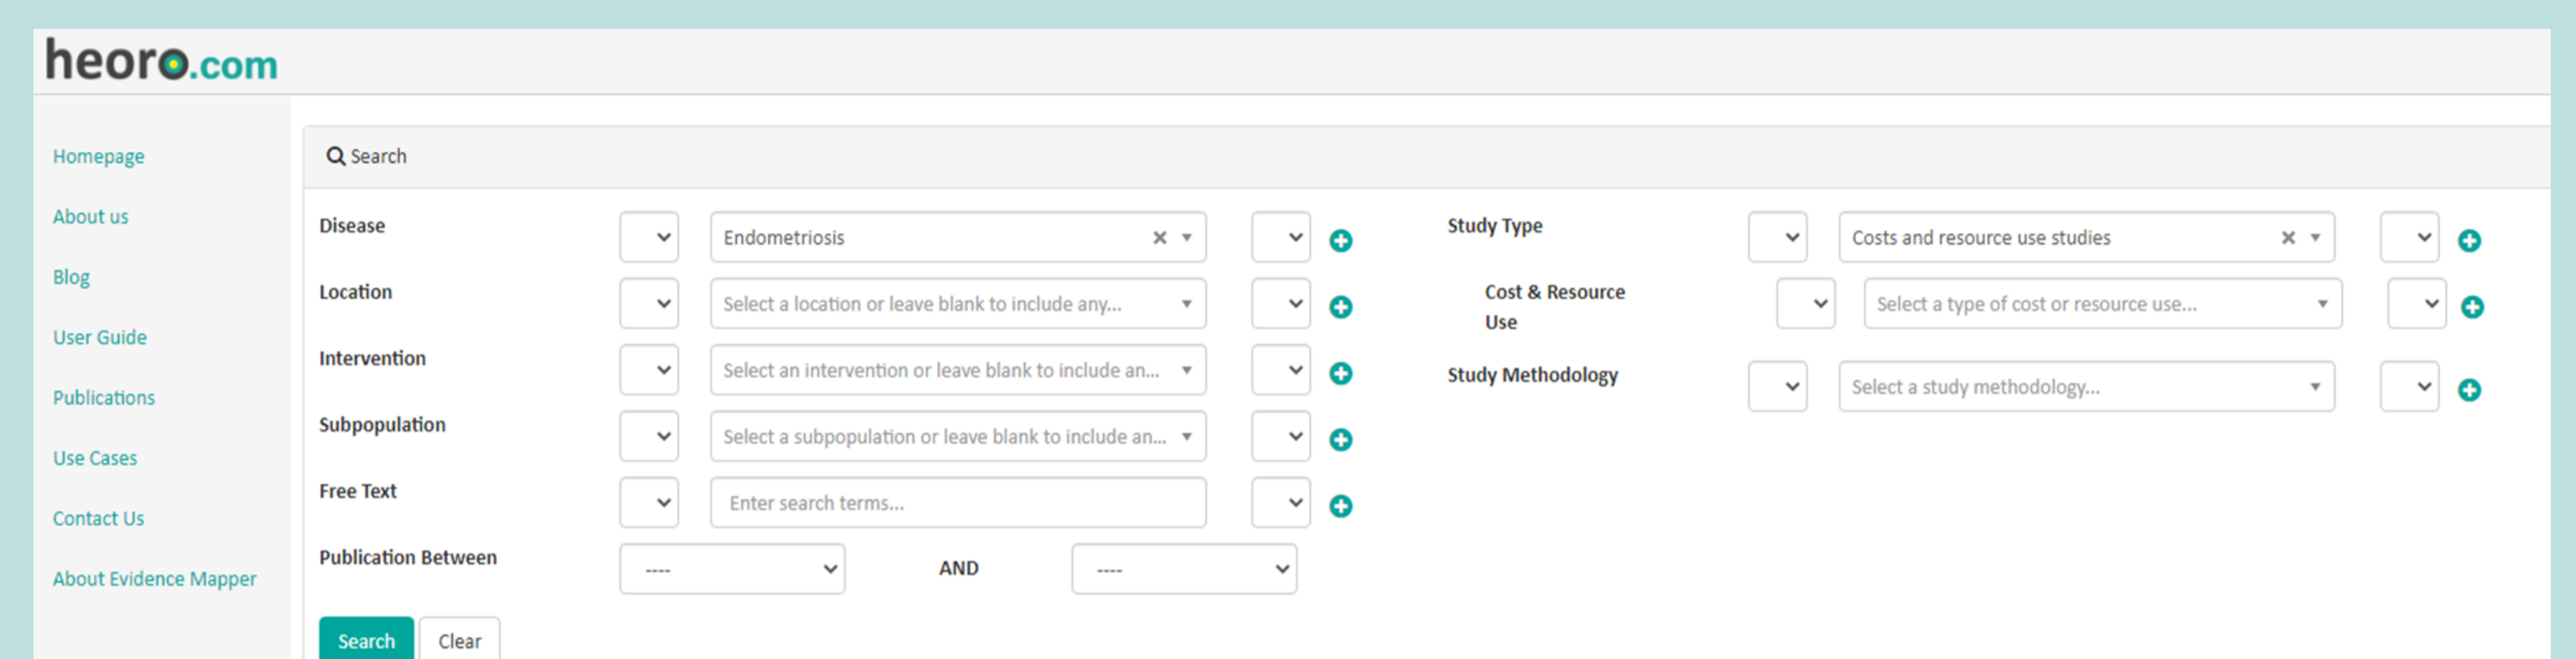 heoro.com
Homepage
About us
Blog
User Guide
Publications
Use Cases
Contact Us
About Evidence Mapper
Search
Disease
Endometriosis
Location
Select a location or leave blank to include any...
Intervention
Select an intervention or leave blank to include an...
Subpopulation
Select a subpopulation or leave blank to include an...
Free Text
Enter search terms...
Publication Between
----
AND
----
Search
Clear
Study Type
Costs and resource use studies
Cost & Resource
Use
Select a type of cost or resource use...
Study Methodology
Select a study methodology...